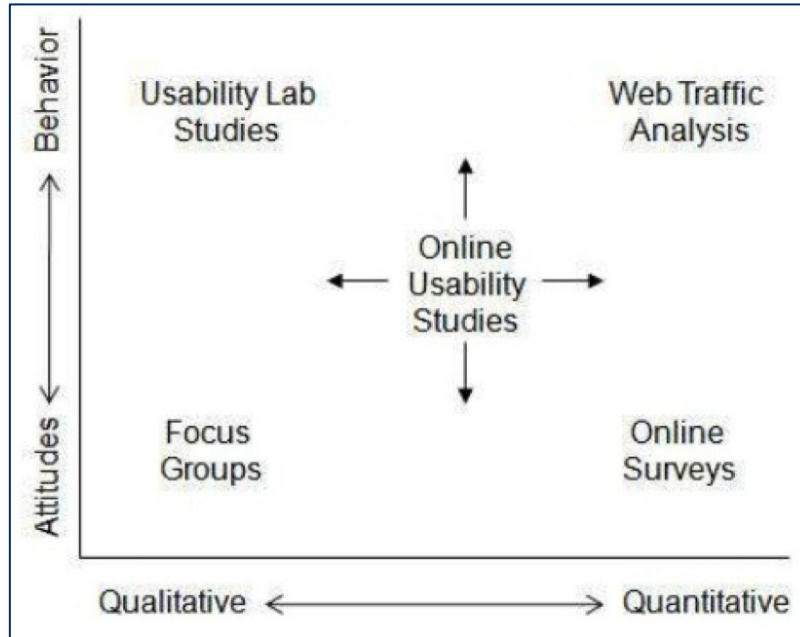 Behavior
Attitudes
Usability Lab
Studies
Web Traffic
Analysis
Online
Usability
Studies
Focus
Groups
Online
Surveys
Qualitative
Quantitative